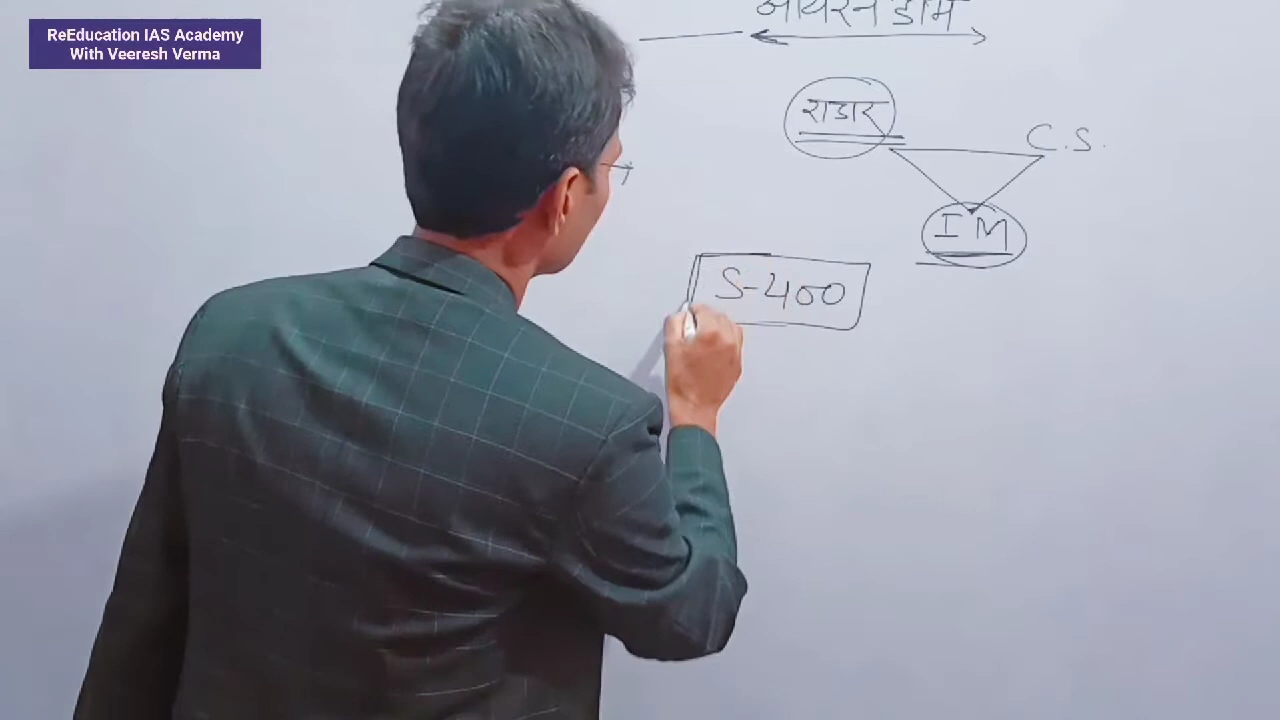 ReEducation IAS Academy
With Veeresh Verma
आयरन डोम
राडार
C.S.
IM
S-400